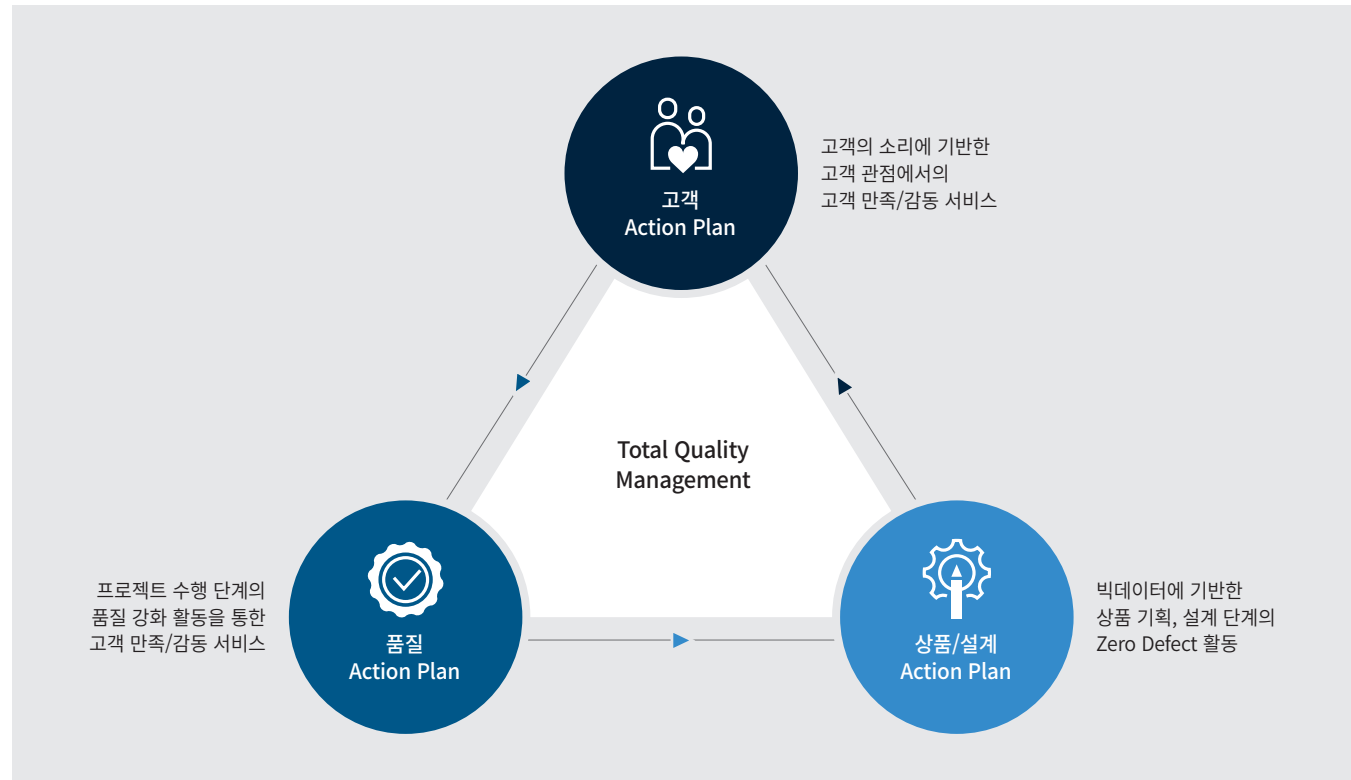 고객
Action Plan
고객의 소리에 기반한
고객 관점에서의
고객 만족/감동 서비스
Total Quality
Management
프로젝트 수행 단계의
품질 강화 활동을 통한
고객 만족/감동 서비스
품질
Action Plan
상품/설계
Action Plan
빅데이터에 기반한
상품 기획, 설계 단계의
Zero Defect 활동